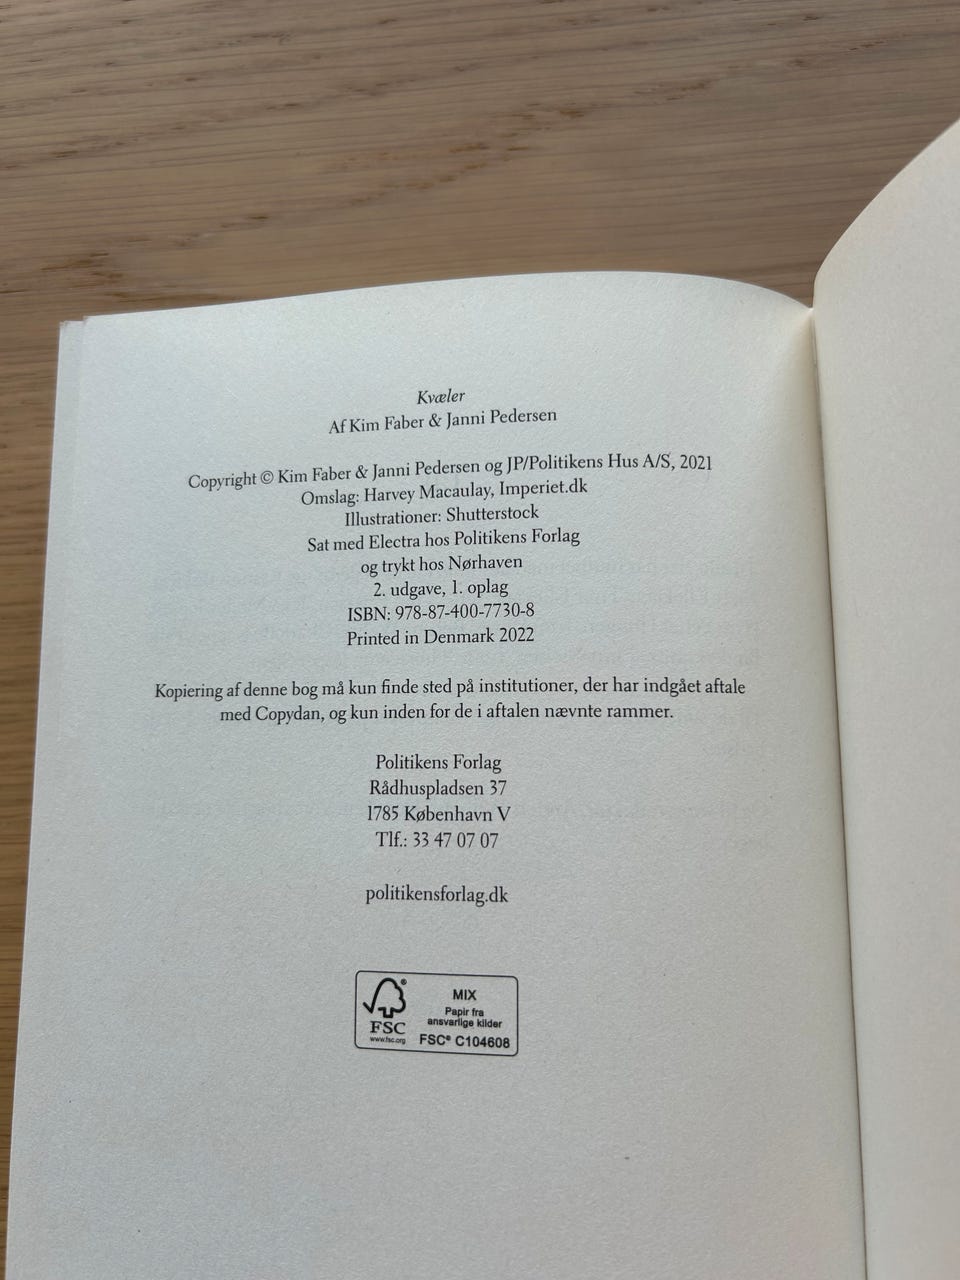 Kvæler
Af Kim Faber & Janni Pedersen
Copyright © Kim Faber & Janni Pedersen og JP/Politikens Hus A/S, 2021
Omslag: Harvey Macaulay, Imperiet.dk
Illustrationer: Shutterstock
Sat med Electra hos Politikens Forlag
og trykt hos Nørhaven
2. udgave, 1. oplag
ISBN: 978-87-400-7730-8
Printed in Denmark 2022
Kopiering af denne bog må kun finde sted på institutioner, der har indgået aftale
med Copydan, og kun inden for de i aftalen nævnte rammer.
Politikens Forlag
Rådhuspladsen 37
1785 København V
Tlf.: 33 47 07 07
politikensforlag.dk
FSC
www.fsc.org
MIX
Papir fra
ansvarlige kilder
FSC® C104608